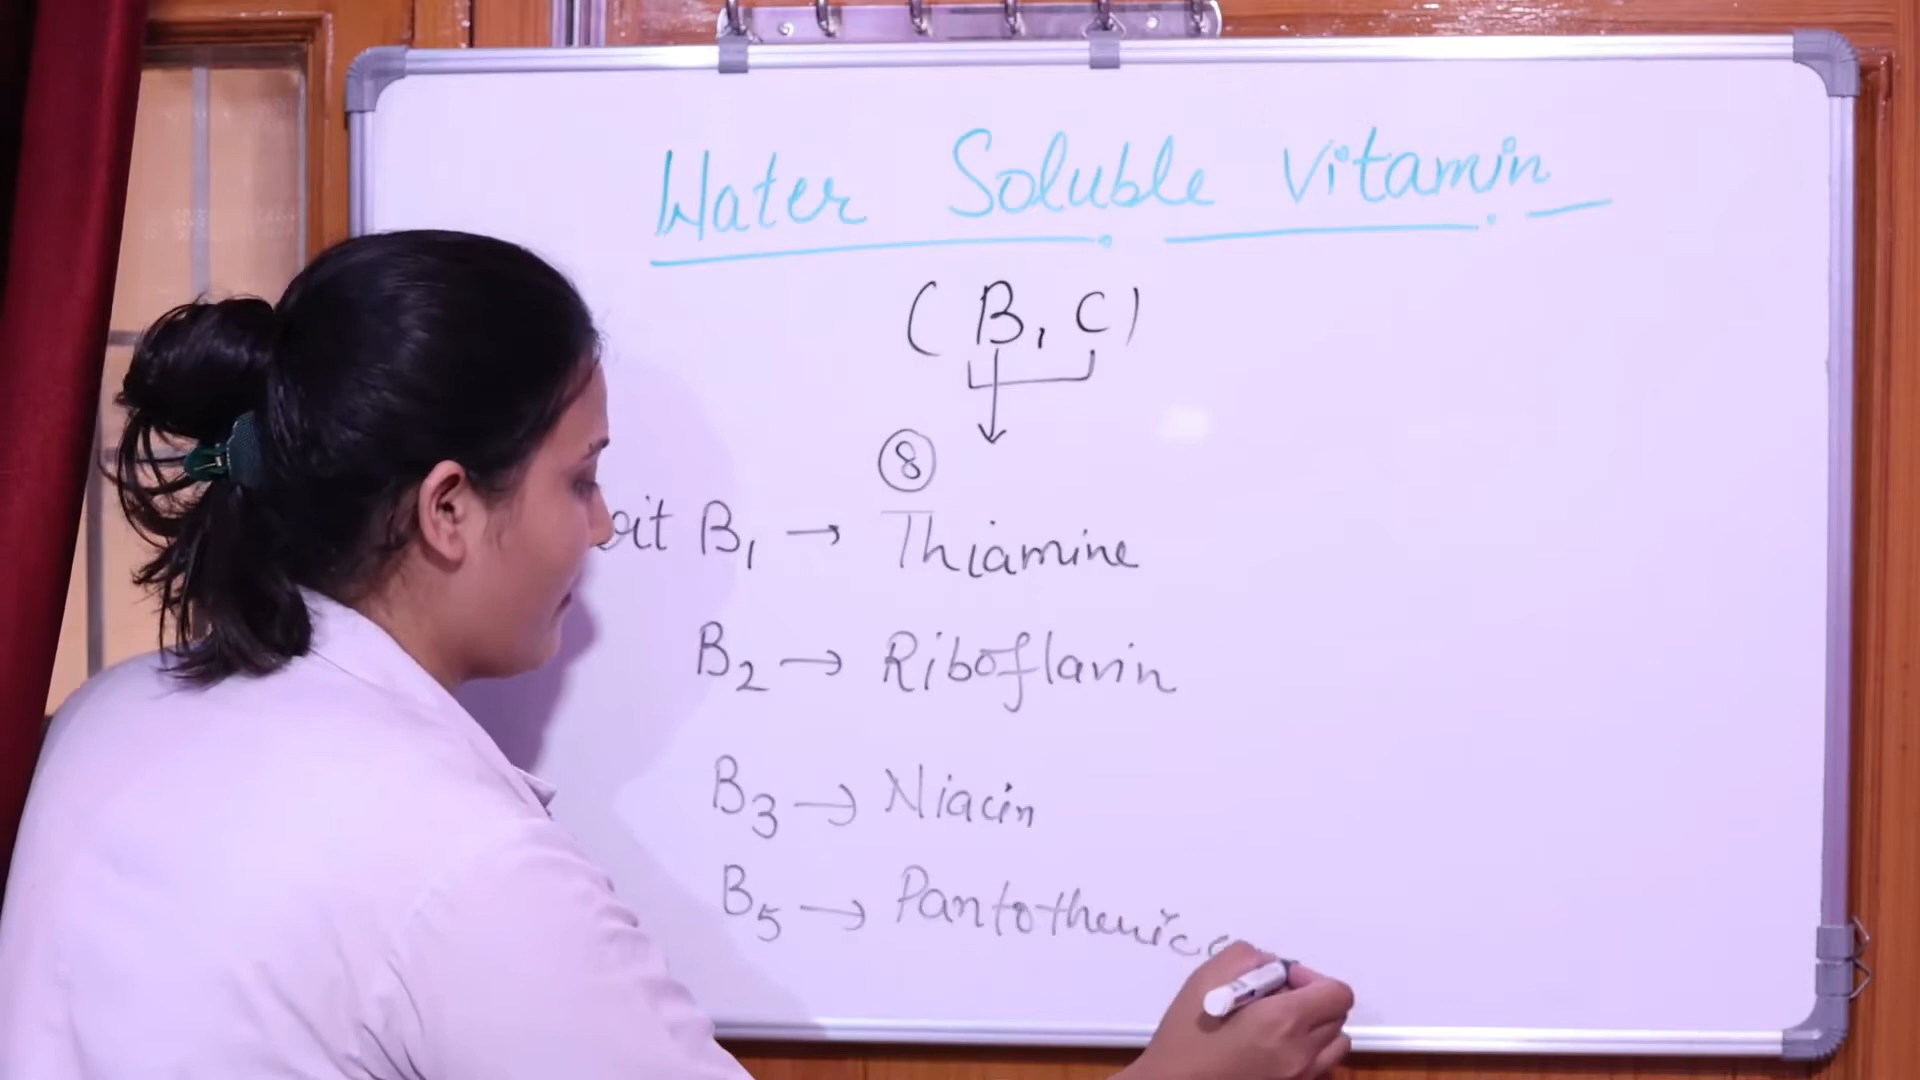 Water Soluble Vitamin
( B, C)
8
B1 → Thiamine
B2 → Riboflavin
B3 → Niacin
B5 → Pantothenic